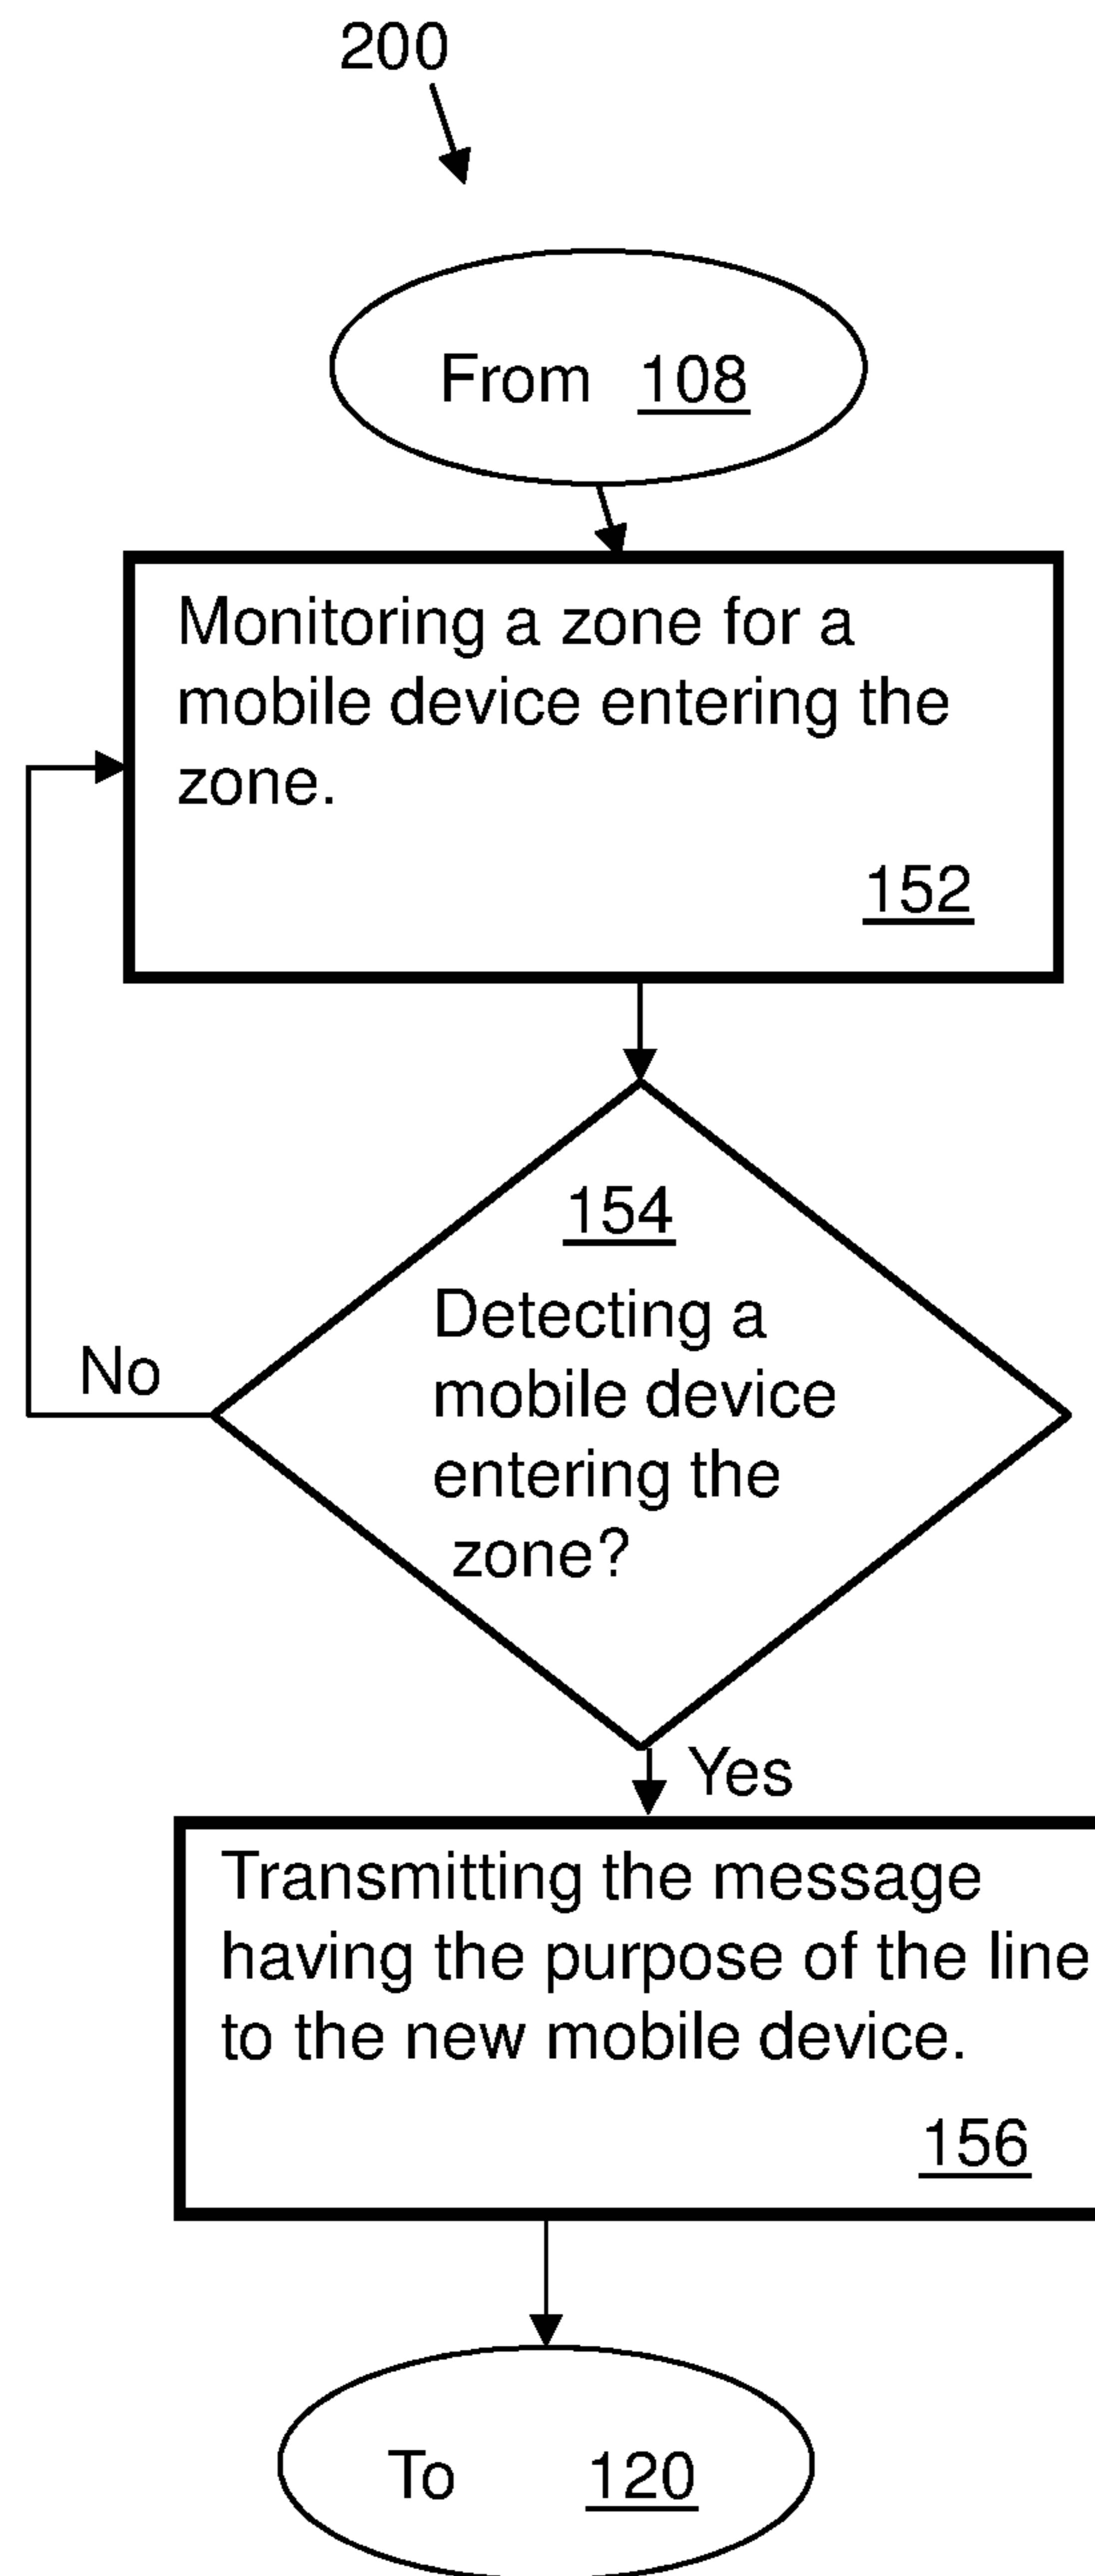 200
From 108
Monitoring a zone for a
mobile device entering the
zone.
152
154
Detecting a
mobile device
entering the
zone?
No
Yes
Transmitting the message
having the purpose of the line
to the new mobile device.
156
To 120